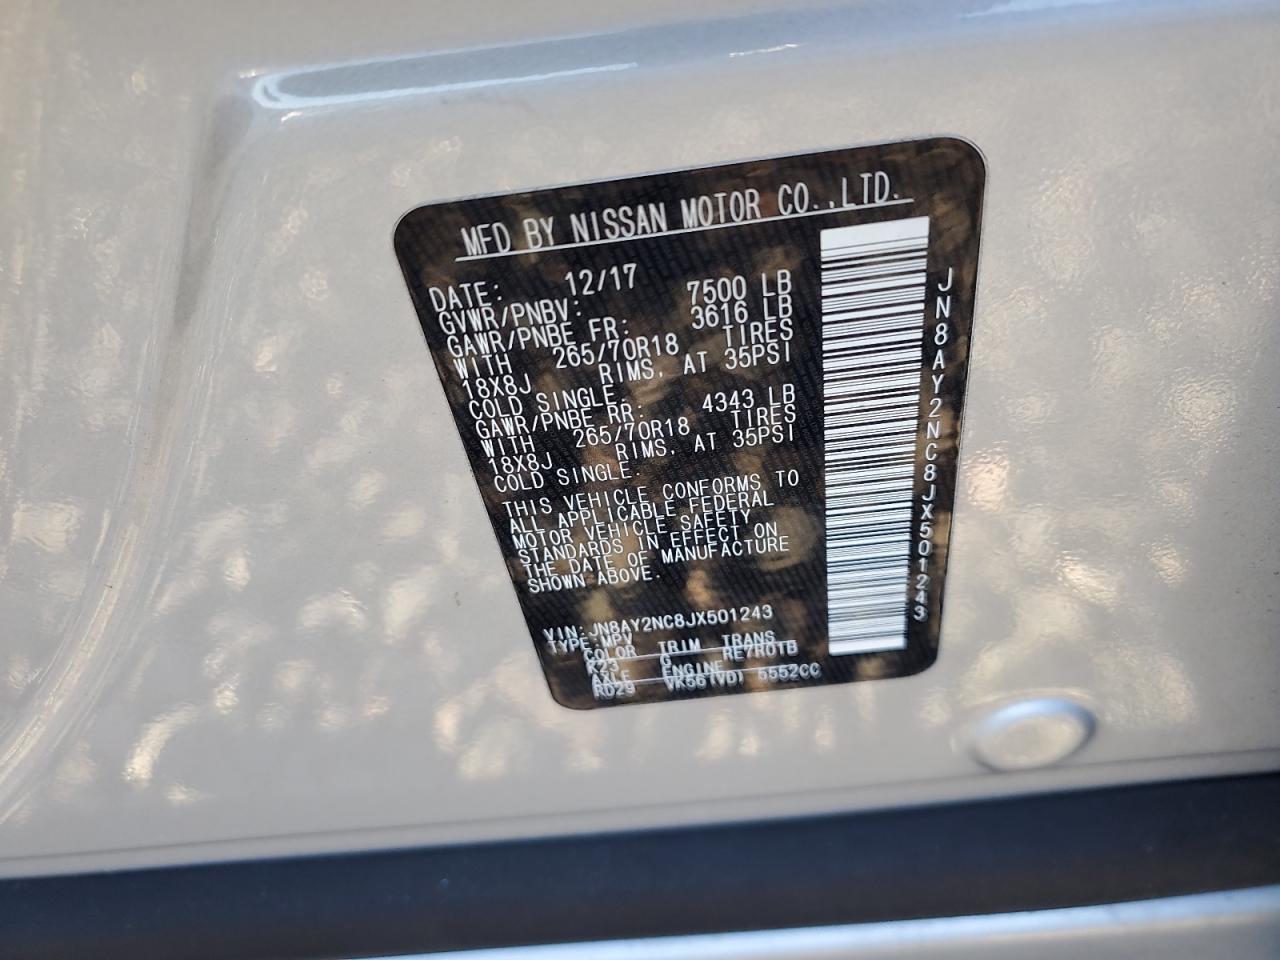 MFD BY NISSAN MOTOR CO.,LTD.
DATE: 12/17
GVWR/PNBV: 7500 LB
GAWR/PNBE FR: 3616 LB
WITH 265/70R18 TIRES
18X8J RIMS, AT 35PSI
COLD SINGLE.
GAWR/PNBE RR: 4343 LB
WITH 265/70R18 TIRES
18X8J RIMS, AT 35PSI
COLD SINGLE.
THIS VEHICLE CONFORMS TO
ALL APPLICABLE FEDERAL
MOTOR VEHICLE SAFETY
STANDARDS IN EFFECT ON
THE DATE OF MANUFACTURE
SHOWN ABOVE.
VIN:JN8AY2NC8JX501243
TYPE:MPV
COLOR TRIM TRANS
K23 G RE7R01B
AXLE ENGINE
RD29 VK56(VD) 5552CC
JN8AY2NC8JX501243